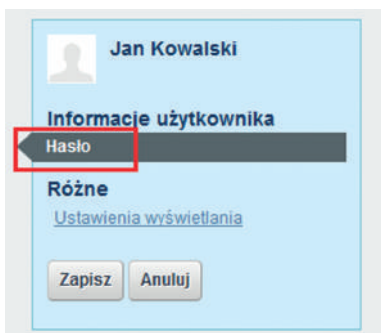 Jan Kowalski
Informacje użytkownika
Hasło
Różne
Ustawienia wyświetlania
Zapisz Anuluj